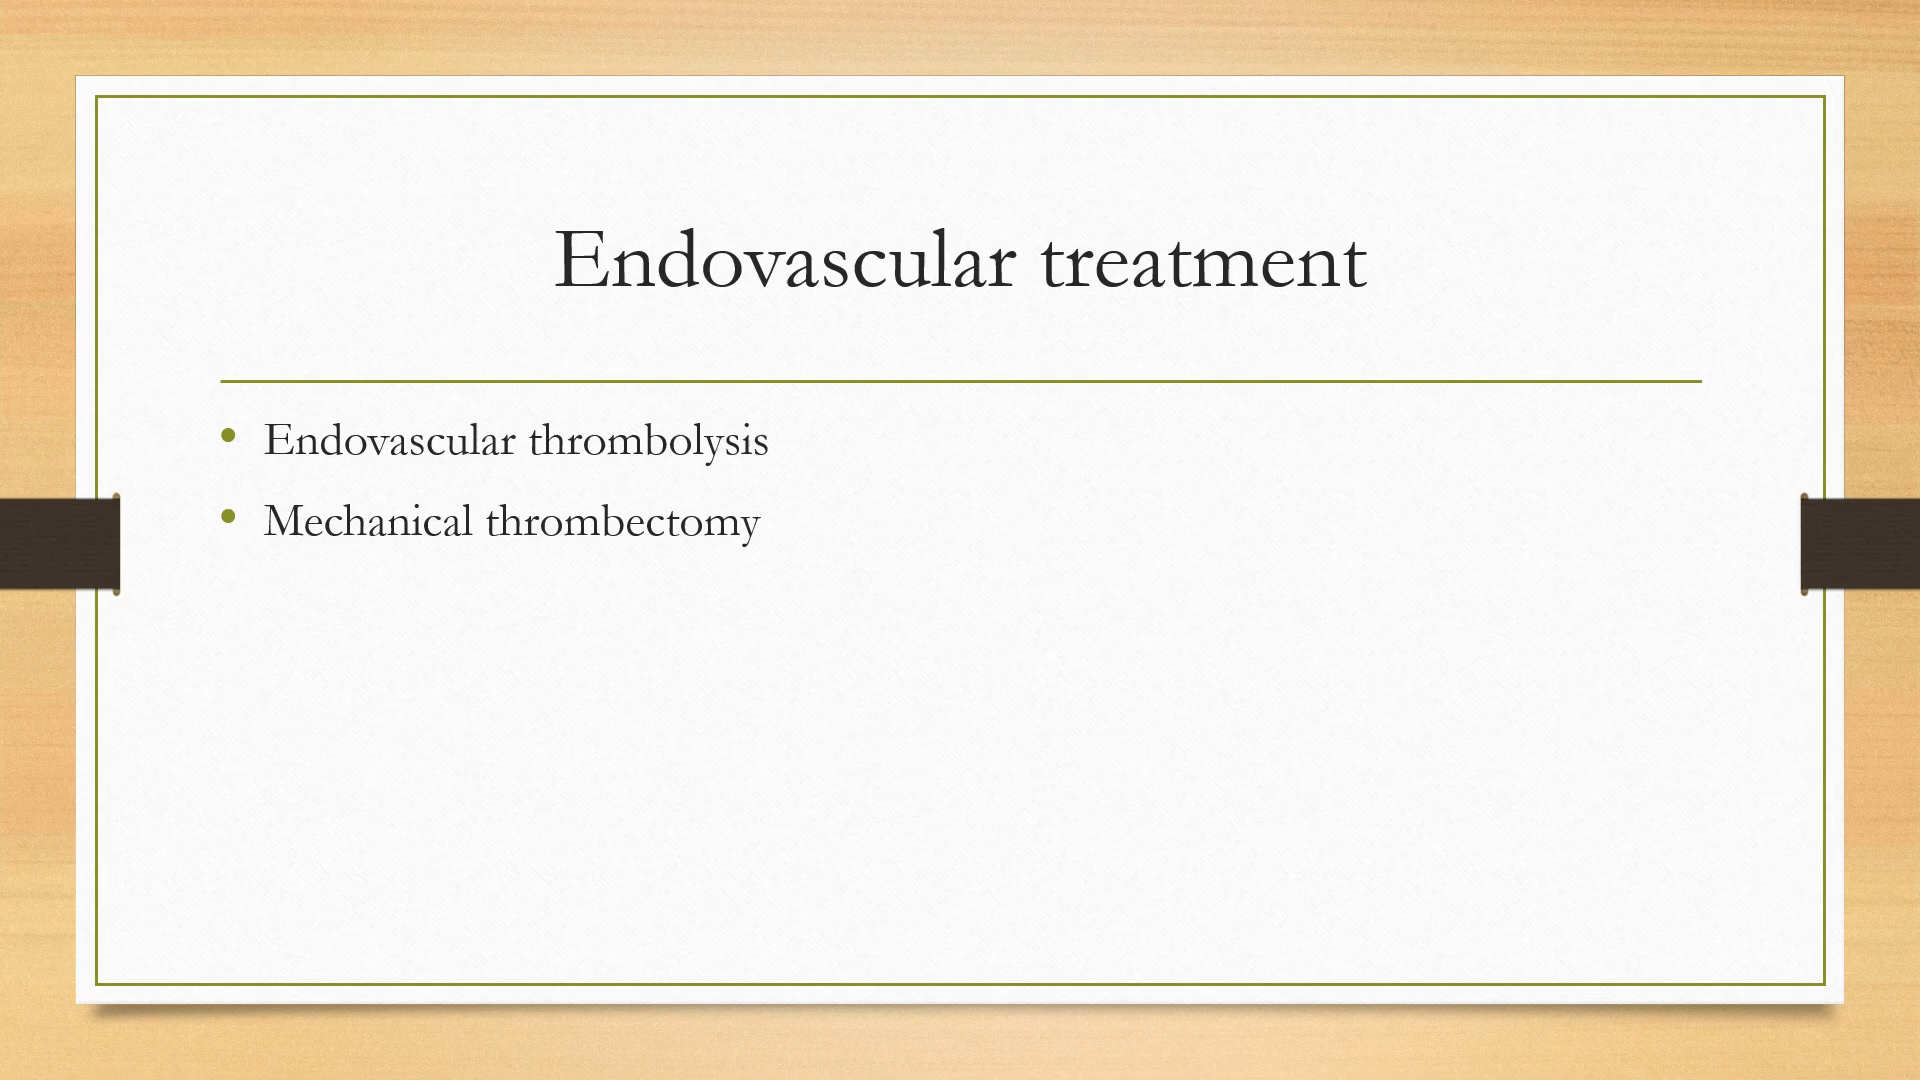 Endovascular treatment
• Endovascular thrombolysis
• Mechanical thrombectomy